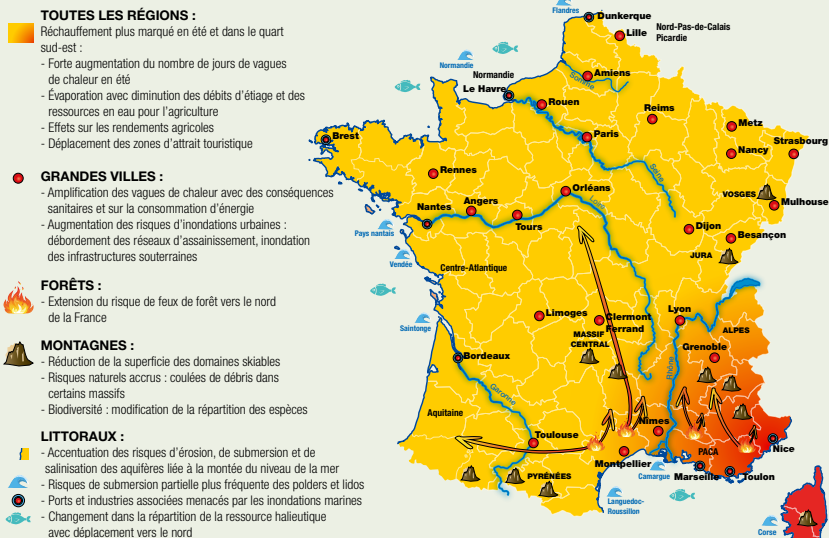 TOUTES LES RÉGIONS :
Réchauffement plus marqué en été et dans le quart
sud-est :
- Forte augmentation du nombre de jours de vagues
de chaleur en été
- Évaporation avec diminution des débits d'étiage et des
ressources en eau pour l'agriculture
- Effets sur les rendements agricoles
- Déplacement des zones d'attrait touristique
GRANDES VILLES :
- Amplification des vagues de chaleur avec des conséquences
sanitaires et sur la consommation d'énergie
- Augmentation des risques d'inondations urbaines :
débordement des réseaux d'assainissement, inondation
des infrastructures souterraines
FORÊTS :
- Extension du risque de feux de forêt vers le nord
de la France
MONTAGNES :
- Réduction de la superficie des domaines skiables
- Risques naturels accrus : coulées de débris dans
certains massifs
- Biodiversité : modification de la répartition des espèces
LITTORAUX :
- Accentuation des risques d'érosion, de submersion et de
salinisation des aquifères liée à la montée du niveau de la mer
- Risques de submersion partielle plus fréquente des polders et lidos
- Ports et industries associées menacés par les inondations marines
- Changement dans la répartition de la ressource halieutique
avec déplacement vers le nord
Flandres
Dunkerque
Lille
Nord-Pas-de-Calais
Picardie
Normandie
Normandie
Amiens
Somme
Le Havre
Rouen
Reims
Metz
Paris
Strasbourg
Nancy
Brest
Rennes
Seine
Orléans
VOSGES
Mulhouse
Nantes
Angers
Loire
Tours
Pays nantais
Dijon
Besançon
JURA
Vendée
Centre-Atlantique
Limoges
Clermont
Ferrand
Lyon
Saintonge
MASSIF
CENTRAL
ALPES
Grenoble
Bordeaux
Rhône
Garonne
Aquitaine
Nîmes
Toulouse
Montpellier
PACA
Nice
Camargue
Marseille
Toulon
PYRÉNÉES
Languedoc-
Roussillon
Corse